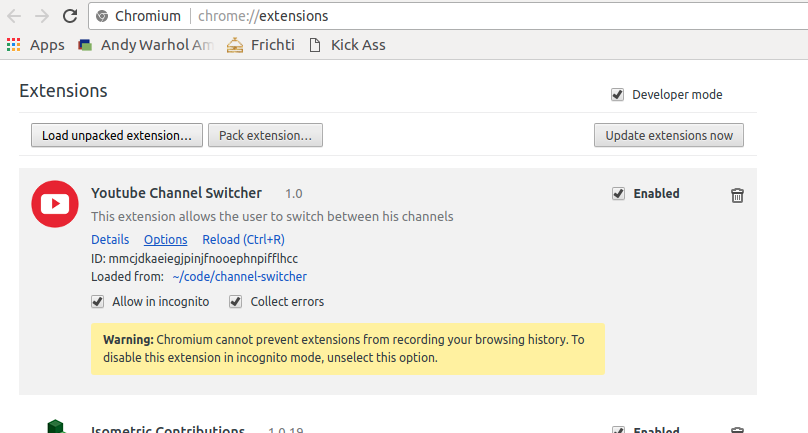 Chromium chrome://extensions
Apps Andy Warhol Am Frichti Kick Ass
Extensions
Developer mode
Load unpacked extension... Pack extension... Update extensions now
Youtube Channel Switcher 1.0 Enabled
This extension allows the user to switch between his channels
Details Options Reload (Ctrl+R)
ID: mmcjdkaeiegjpinjfnooephnpifflhcc
Loaded from: ~/code/channel-switcher
Allow in incognito Collect errors
Warning: Chromium cannot prevent extensions from recording your browsing history. To
disable this extension in incognito mode, unselect this option.
Isometric Contributions 1.0.19 Enabled